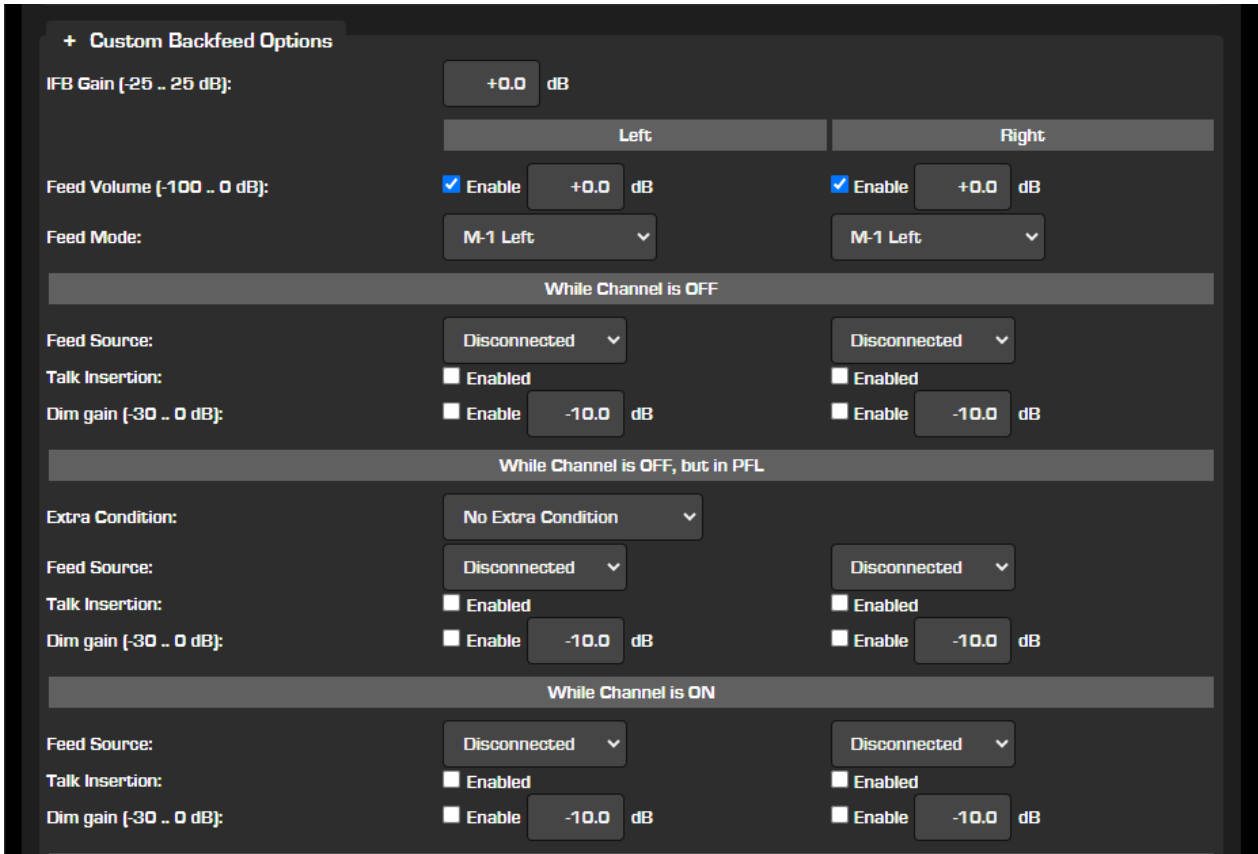 + Custom Backfeed Options
IFB Gain (-25 .. 25 dB): +0.0 dB
Left Right
Feed Volume (-100 .. 0 dB): Enable +0.0 dB Enable +0.0 dB
Feed Mode: M-1 Left M-1 Left
While Channel is OFF
Feed Source: Disconnected Disconnected
Talk Insertion: Enabled Enabled
Dim gain (-30 .. 0 dB): Enable -10.0 dB Enable -10.0 dB
While Channel is OFF, but in PFL
Extra Condition: No Extra Condition
Feed Source: Disconnected Disconnected
Talk Insertion: Enabled Enabled
Dim gain (-30 .. 0 dB): Enable -10.0 dB Enable -10.0 dB
While Channel is ON
Feed Source: Disconnected Disconnected
Talk Insertion: Enabled Enabled
Dim gain (-30 .. 0 dB): Enable -10.0 dB Enable -10.0 dB